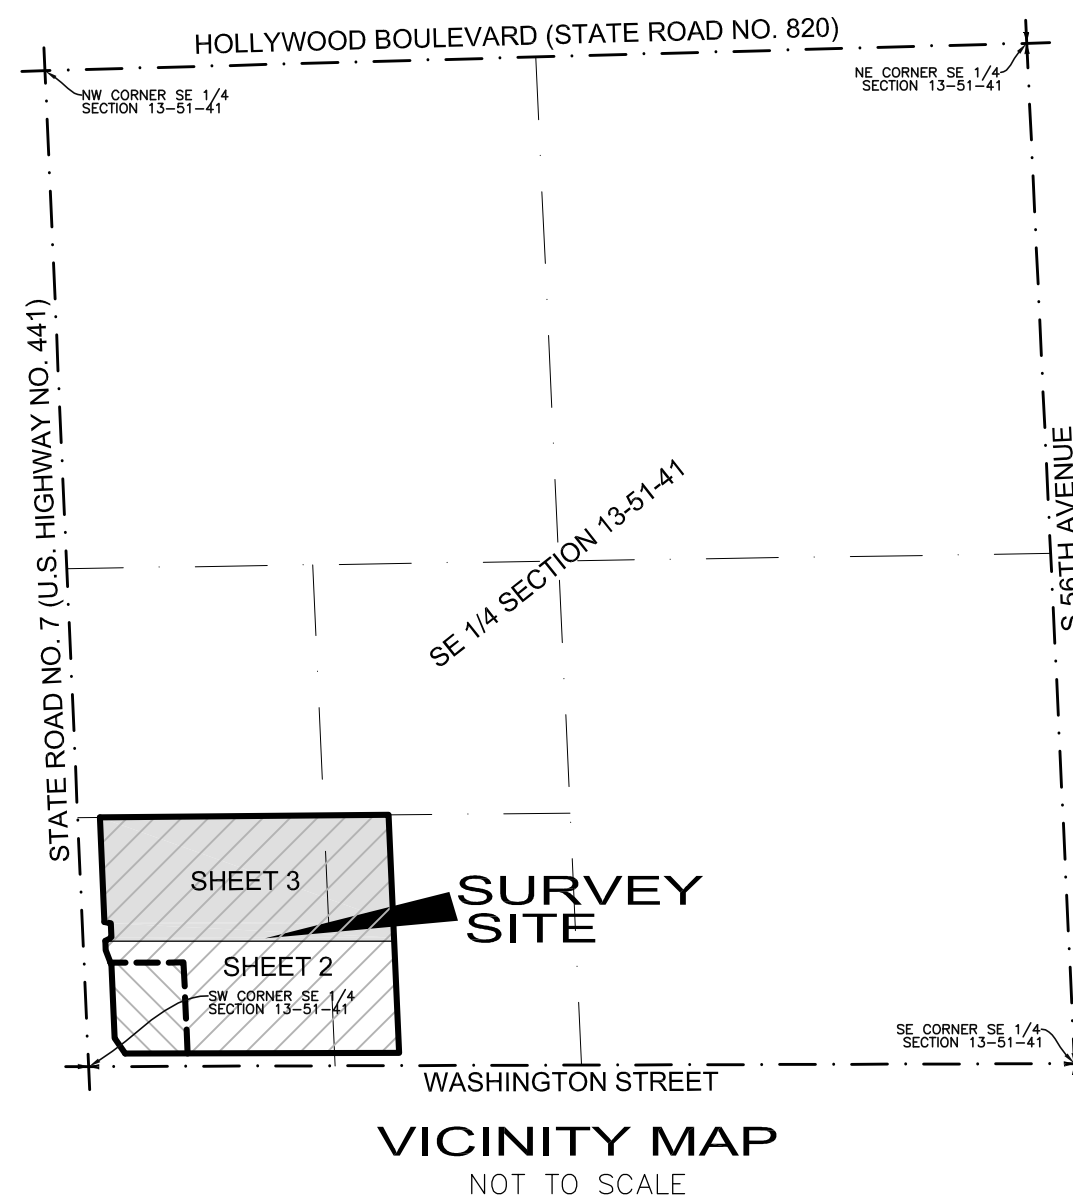 HOLLYWOOD BOULEVARD (STATE ROAD NO. 820)
NW CORNER SE 1/4
SECTION 13-51-41
NE CORNER SE 1/4
SECTION 13-51-41
STATE ROAD NO. 7 (U.S. HIGHWAY NO. 441)
S 56TH AVENUE
SE 1/4 SECTION 13-51-41
SHEET 3
SURVEY
SITE
SHEET 2
SW CORNER SE 1/4
SECTION 13-51-41
SE CORNER SE 1/4
SECTION 13-51-41
WASHINGTON STREET
VICINITY MAP
NOT TO SCALE